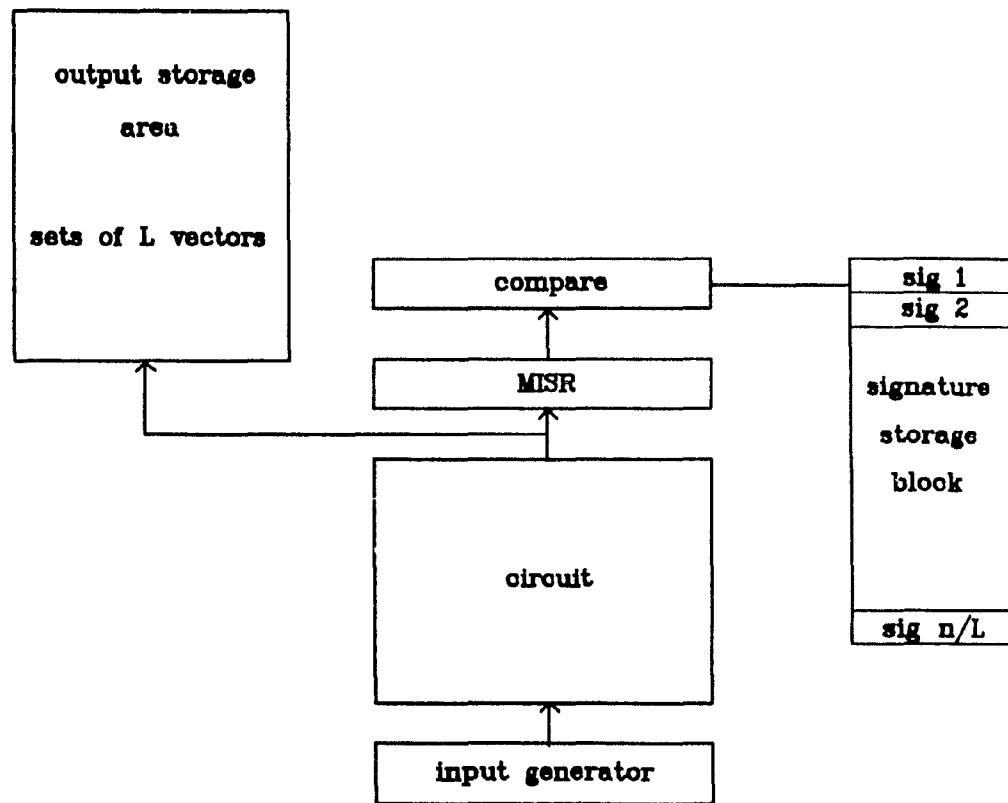 output storage
area
sets of L vectors
compare
sig 1
sig 2
MISR
signature
storage
block
circuit
sig n/L
input generator